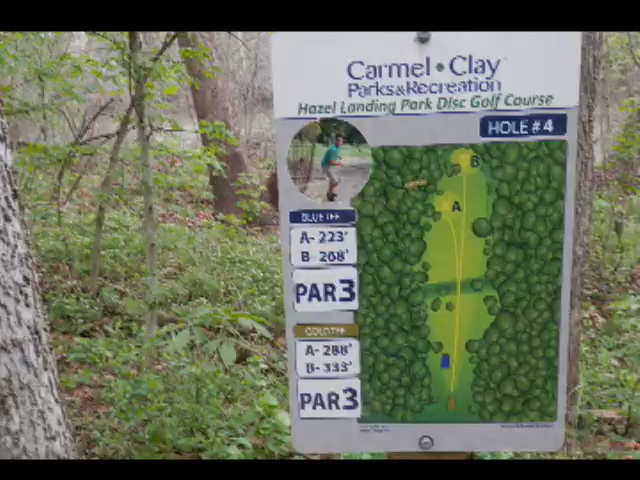 Carmel • Clay
Parks&Recreation
Hazel Landing Park Disc Golf Course
HOLE #4
B
A
BLUE TEE
A- 223'
B- 268'
PAR3
GOLD TEE
A- 288'
B- 333'
PAR3